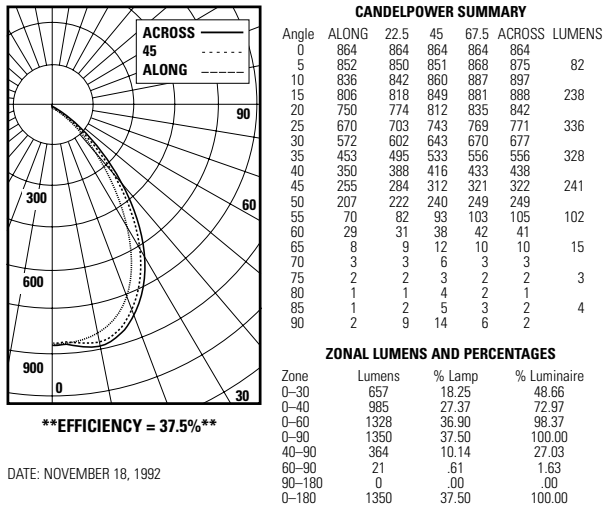 ACROSS
45
ALONG
90
60
30
0
300
600
900
**EFFICIENCY = 37.5%**
DATE: NOVEMBER 18, 1992
CANDELPOWER SUMMARY
Angle ALONG 22.5 45 67.5 ACROSS LUMENS
0 864 864 864 864 864
5 852 850 851 868 875 82
10 836 842 860 887 897
15 806 818 849 881 888 238
20 750 774 812 835 842
25 670 703 743 769 771 336
30 572 602 643 670 677
35 453 495 533 556 556 328
40 350 388 416 433 438
45 255 284 312 321 322 241
50 207 222 240 249 249
55 70 82 93 103 105 102
60 29 31 38 42 41
65 8 9 12 10 10 15
70 3 3 6 3 3
75 2 2 3 2 2 3
80 1 1 4 2 1
85 1 2 5 3 2 4
90 2 9 14 6 2
ZONAL LUMENS AND PERCENTAGES
Zone Lumens % Lamp % Luminaire
0–30 657 18.25 48.66
0–40 985 27.37 72.97
0–60 1328 36.90 98.37
0–90 1350 37.50 100.00
40–90 364 10.14 27.03
60–90 21 .61 1.63
90–180 0 .00 .00
0–180 1350 37.50 100.00